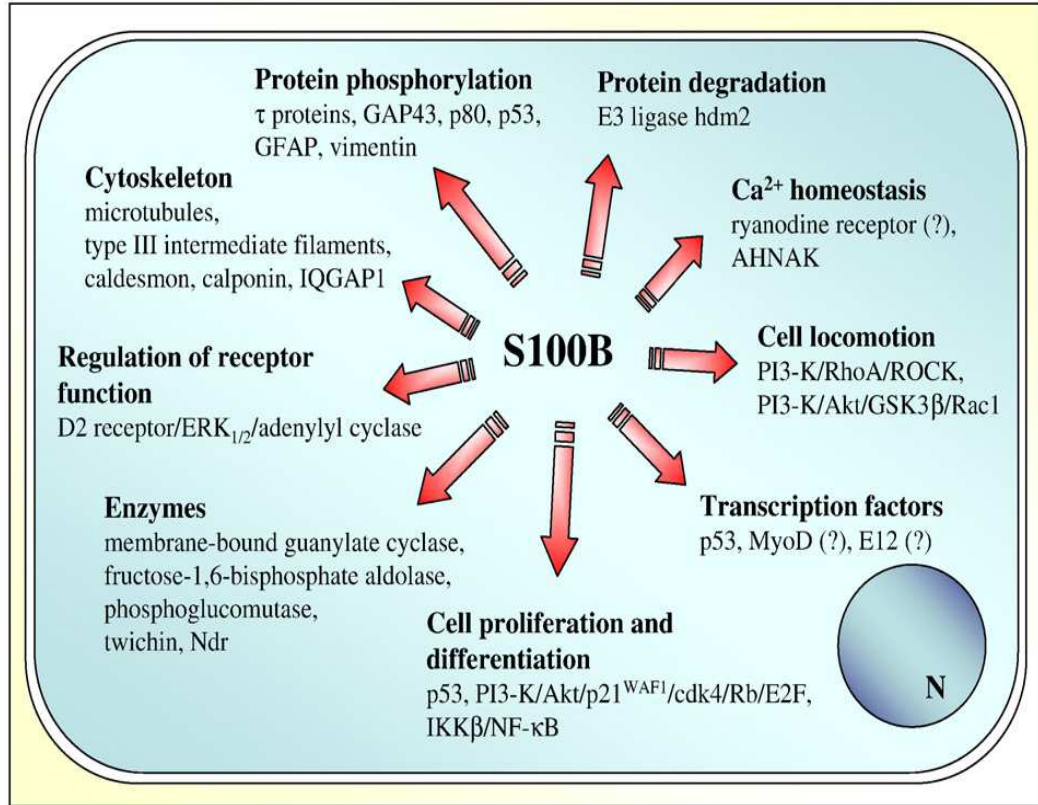 Protein phosphorylation
τ proteins, GAP43, p80, p53,
GFAP, vimentin
Protein degradation
E3 ligase hdm2
Cytoskeleton
microtubules,
type III intermediate filaments,
caldesmon, calponin, IQGAP1
Ca²⁺ homeostasis
ryanodine receptor (?),
AHNAK
S100B
Cell locomotion
PI3-K/RhoA/ROCK,
PI3-K/Akt/GSK3β/Rac1
Regulation of receptor
function
D2 receptor/ERK₁/₂/adenylyl cyclase
Enzymes
membrane-bound guanylate cyclase,
fructose-1,6-bisphosphate aldolase,
phosphoglucomutase,
twichin, Ndr
Transcription factors
p53, MyoD (?), E12 (?)
Cell proliferation and
differentiation
p53, PI3-K/Akt/p21ᵂᴬᶠ¹/cdk4/Rb/E2F,
IKKβ/NF-κB
N